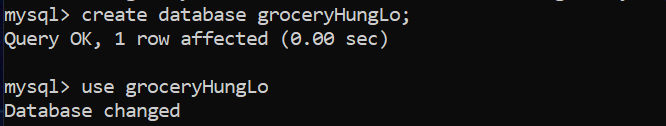 mysql> create database groceryHungLo;
Query OK, 1 row affected (0.00 sec)
mysql> use groceryHungLo
Database changed